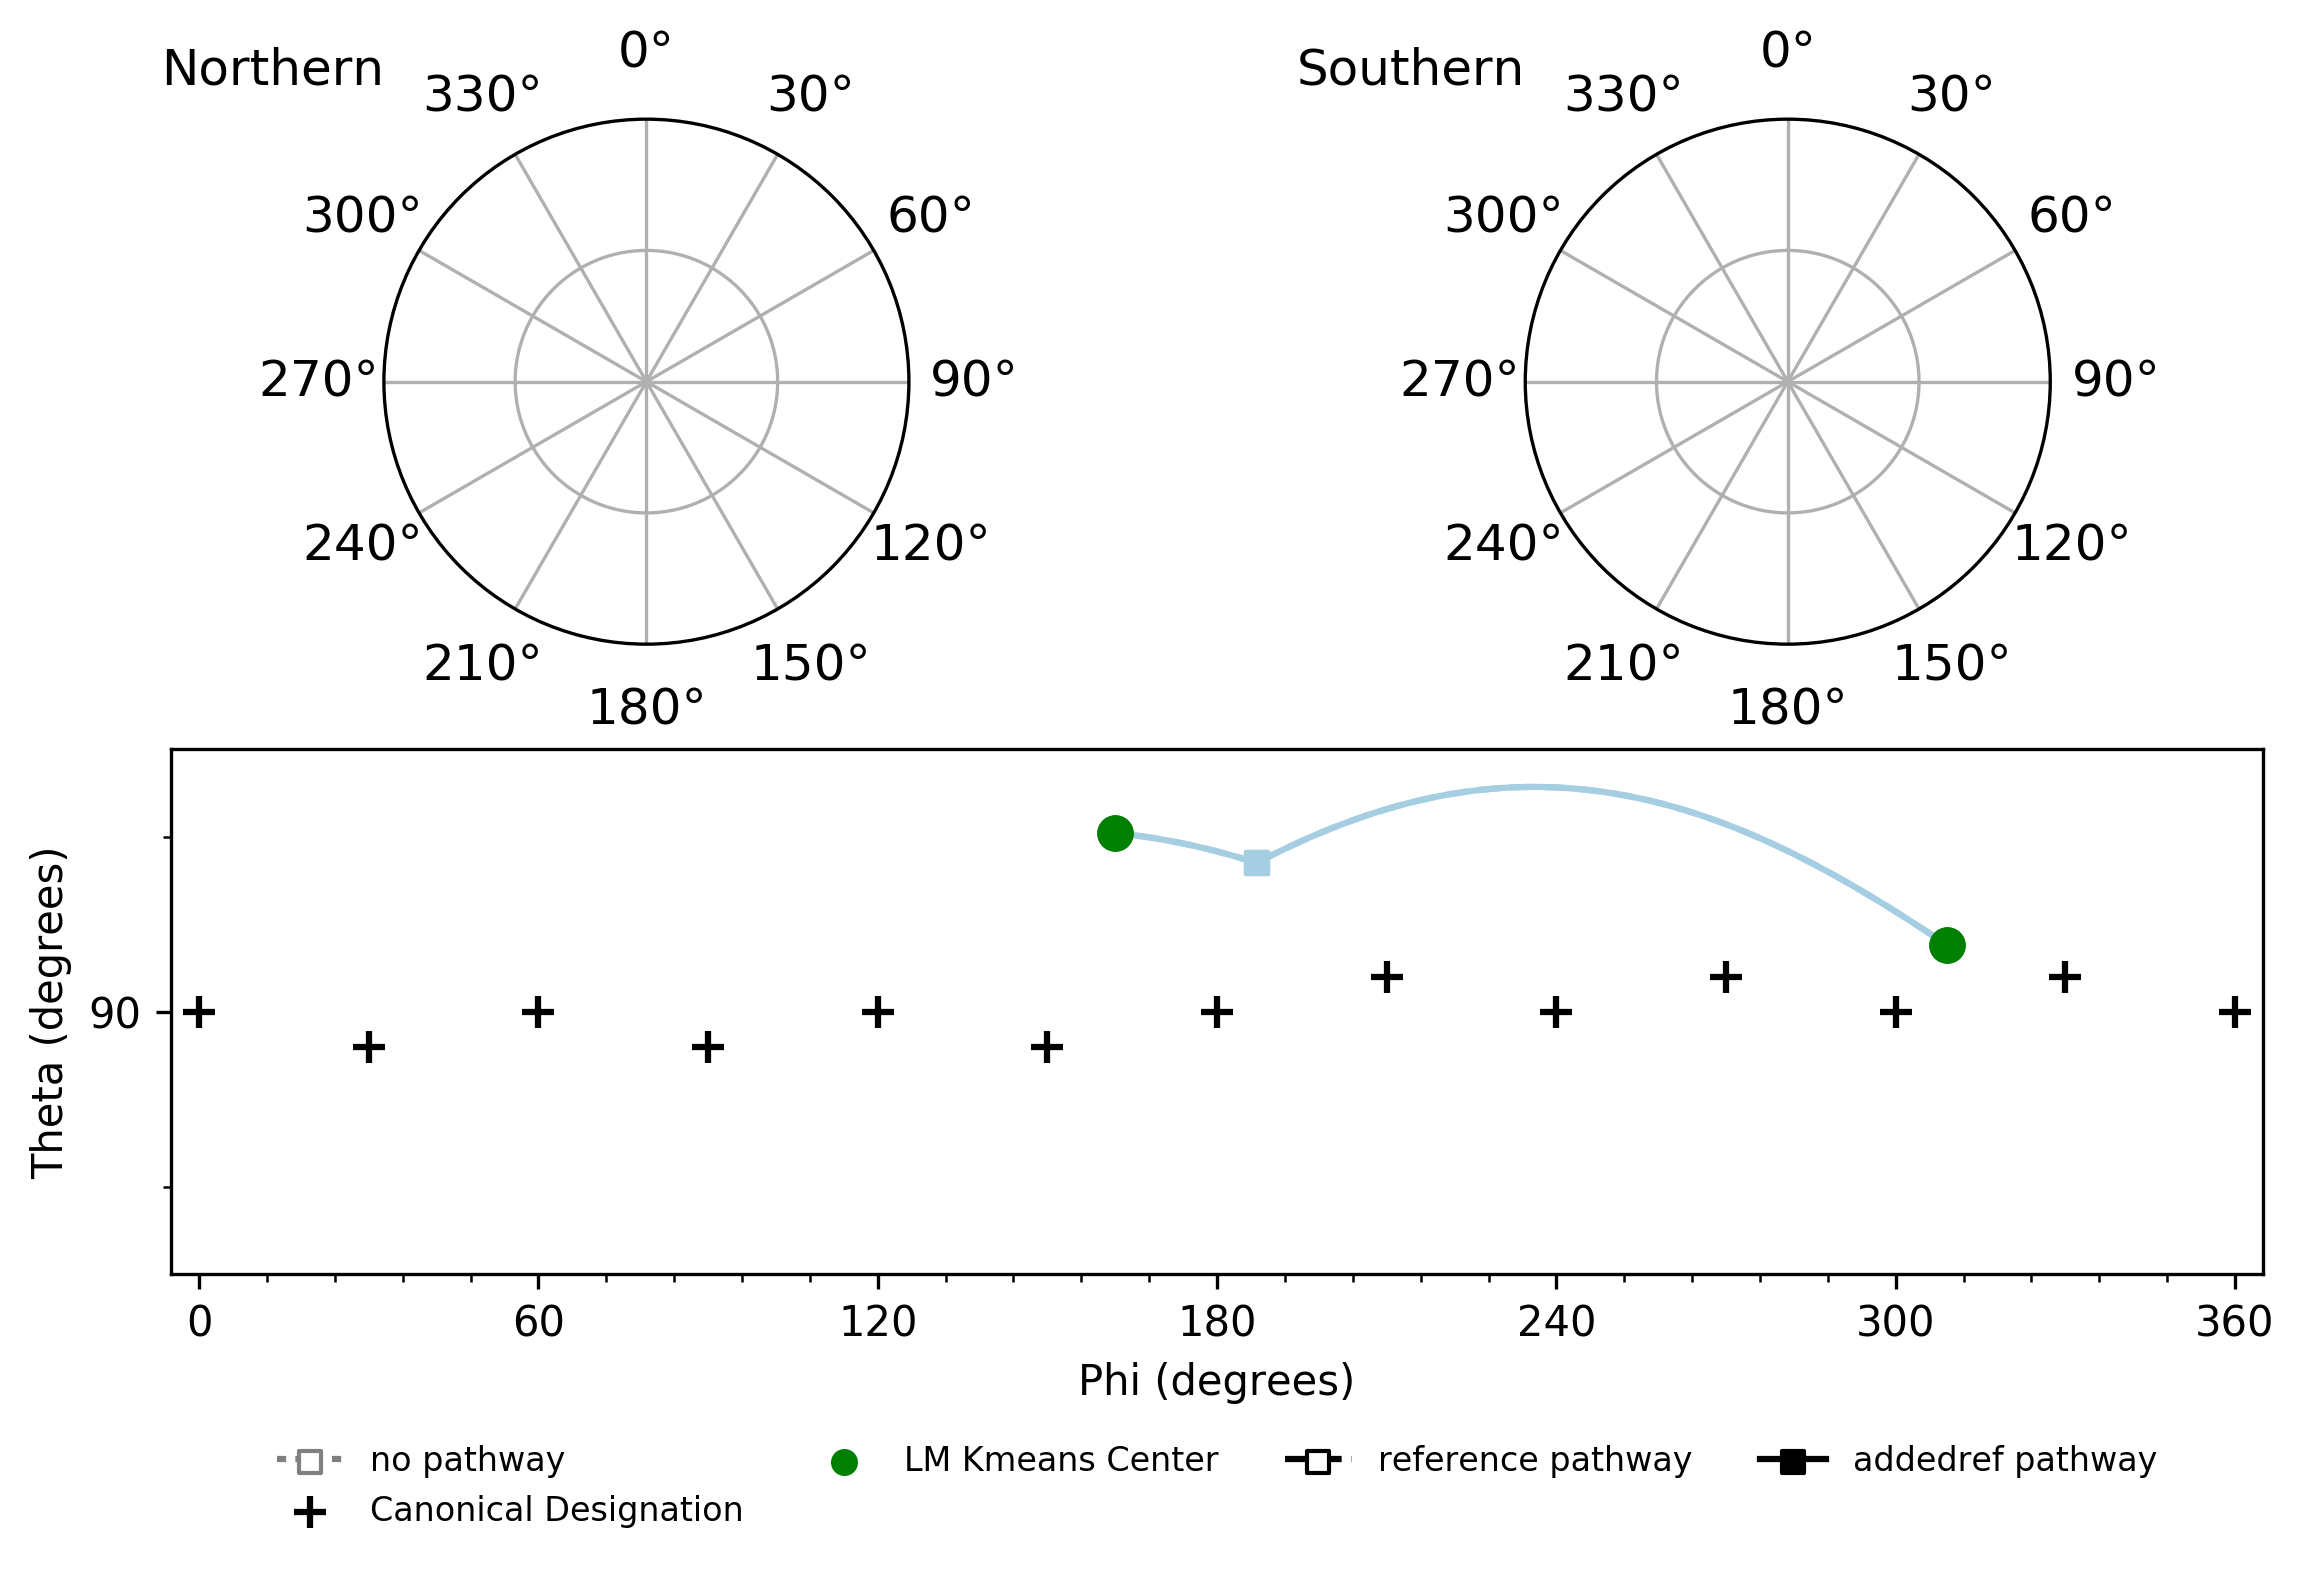 Northern
0°
30°
60°
90°
120°
150°
180°
210°
240°
270°
300°
330°
Southern
0°
30°
60°
90°
120°
150°
180°
210°
240°
270°
300°
330°
Theta (degrees)
90
0 60 120 180 240 300 360
Phi (degrees)
no pathway
Canonical Designation
LM Kmeans Center
reference pathway
addedref pathway